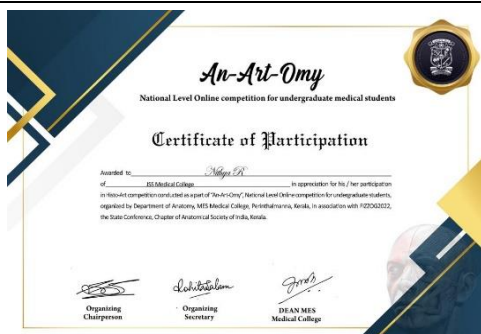 An-Art-Omy
National Level Online competition for undergraduate medical students
Certificate of Participation
Awarded to Nithya R
of JSS Medical College in appreciation for his / her participation
in Histo-Art competition conducted as a part of "An-Art-Omy", National Level Online competition for undergraduate students,
organized by Department of Anatomy, MES Medical College, Perinthalmanna, Kerala, in association with FIZZOG2022,
the State Conference, Chapter of Anatomical Society of India, Kerala.
Organizing
Chairperson
Organizing
Secretary
DEAN MES
Medical College